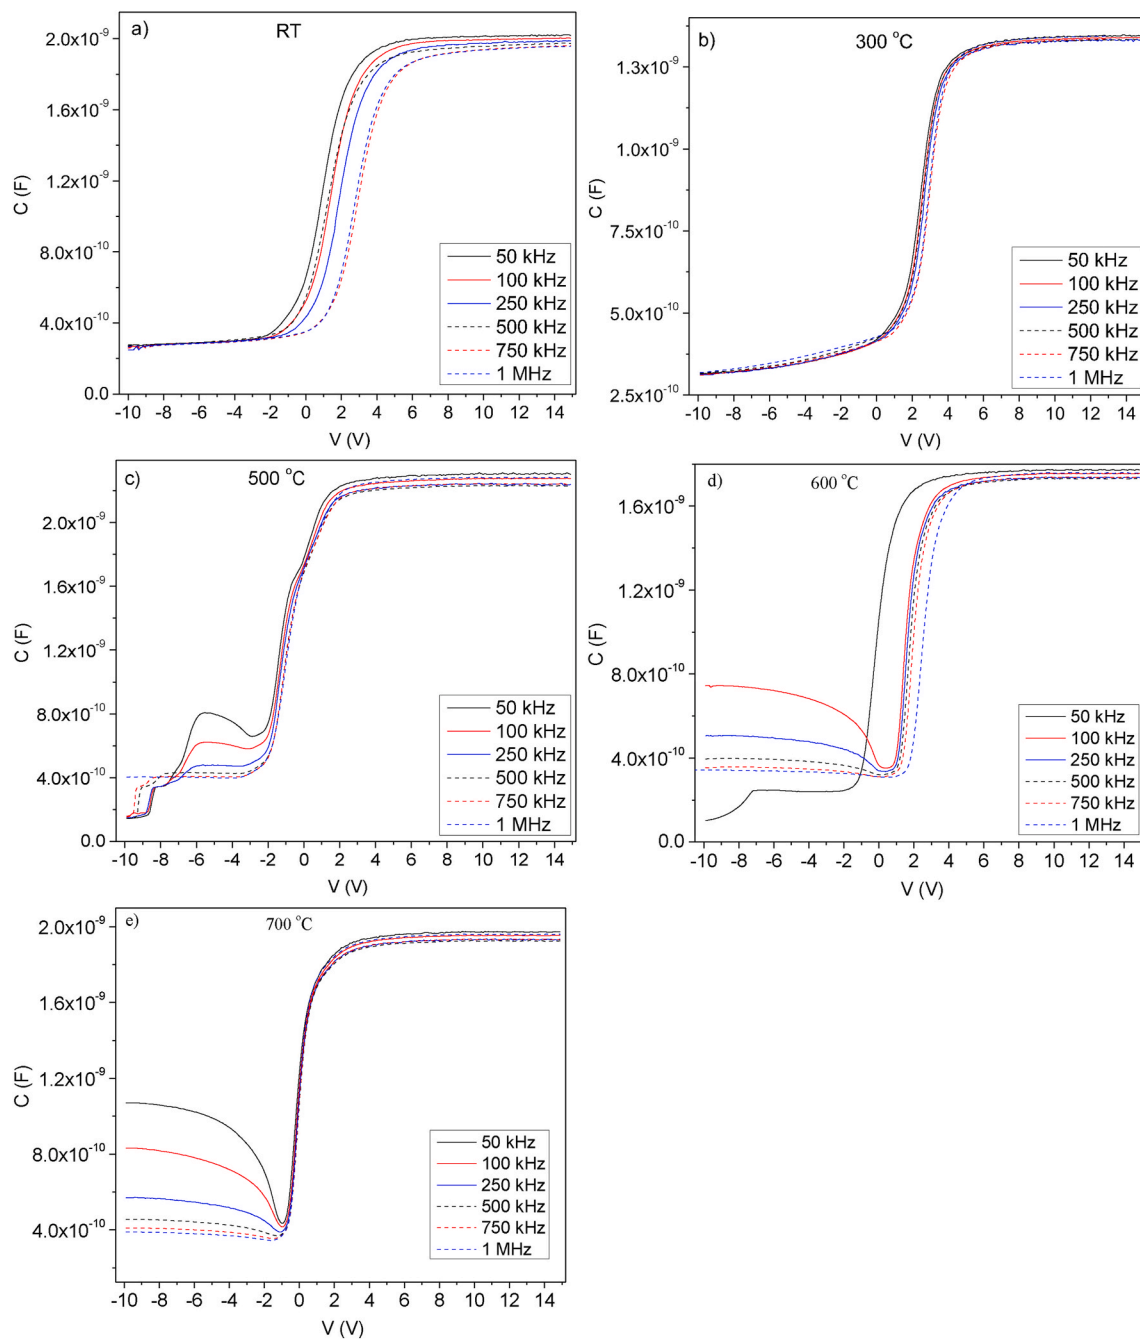 a)
RT
2.0x10⁻⁹
1.6x10⁻⁹
1.2x10⁻⁹
8.0x10⁻¹⁰
4.0x10⁻¹⁰
0.0
C (F)
50 kHz
100 kHz
250 kHz
500 kHz
750 kHz
1 MHz
-10 -8 -6 -4 -2 0 2 4 6 8 10 12 14
V (V)
b)
300 °C
1.3x10⁻⁹
1.0x10⁻⁹
7.5x10⁻¹⁰
5.0x10⁻¹⁰
2.5x10⁻¹⁰
C (F)
50 kHz
100 kHz
250 kHz
500 kHz
750 kHz
1 MHz
-10 -8 -6 -4 -2 0 2 4 6 8 10 12 14
V (V)
c)
500 °C
2.0x10⁻⁹
1.6x10⁻⁹
1.2x10⁻⁹
8.0x10⁻¹⁰
4.0x10⁻¹⁰
0.0
C (F)
50 kHz
100 kHz
250 kHz
500 kHz
750 kHz
1 MHz
-10 -8 -6 -4 -2 0 2 4 6 8 10 12 14
V (V)
d)
600 °C
1.6x10⁻⁹
1.2x10⁻⁹
8.0x10⁻¹⁰
4.0x10⁻¹⁰
0.0
C (F)
50 kHz
100 kHz
250 kHz
500 kHz
750 kHz
1 MHz
-10 -8 -6 -4 -2 0 2 4 6 8 10 12 14
V (V)
e)
700 °C
2.0x10⁻⁹
1.6x10⁻⁹
1.2x10⁻⁹
8.0x10⁻¹⁰
4.0x10⁻¹⁰
C (F)
50 kHz
100 kHz
250 kHz
500 kHz
750 kHz
1 MHz
-10 -8 -6 -4 -2 0 2 4 6 8 10 12 14
V (V)